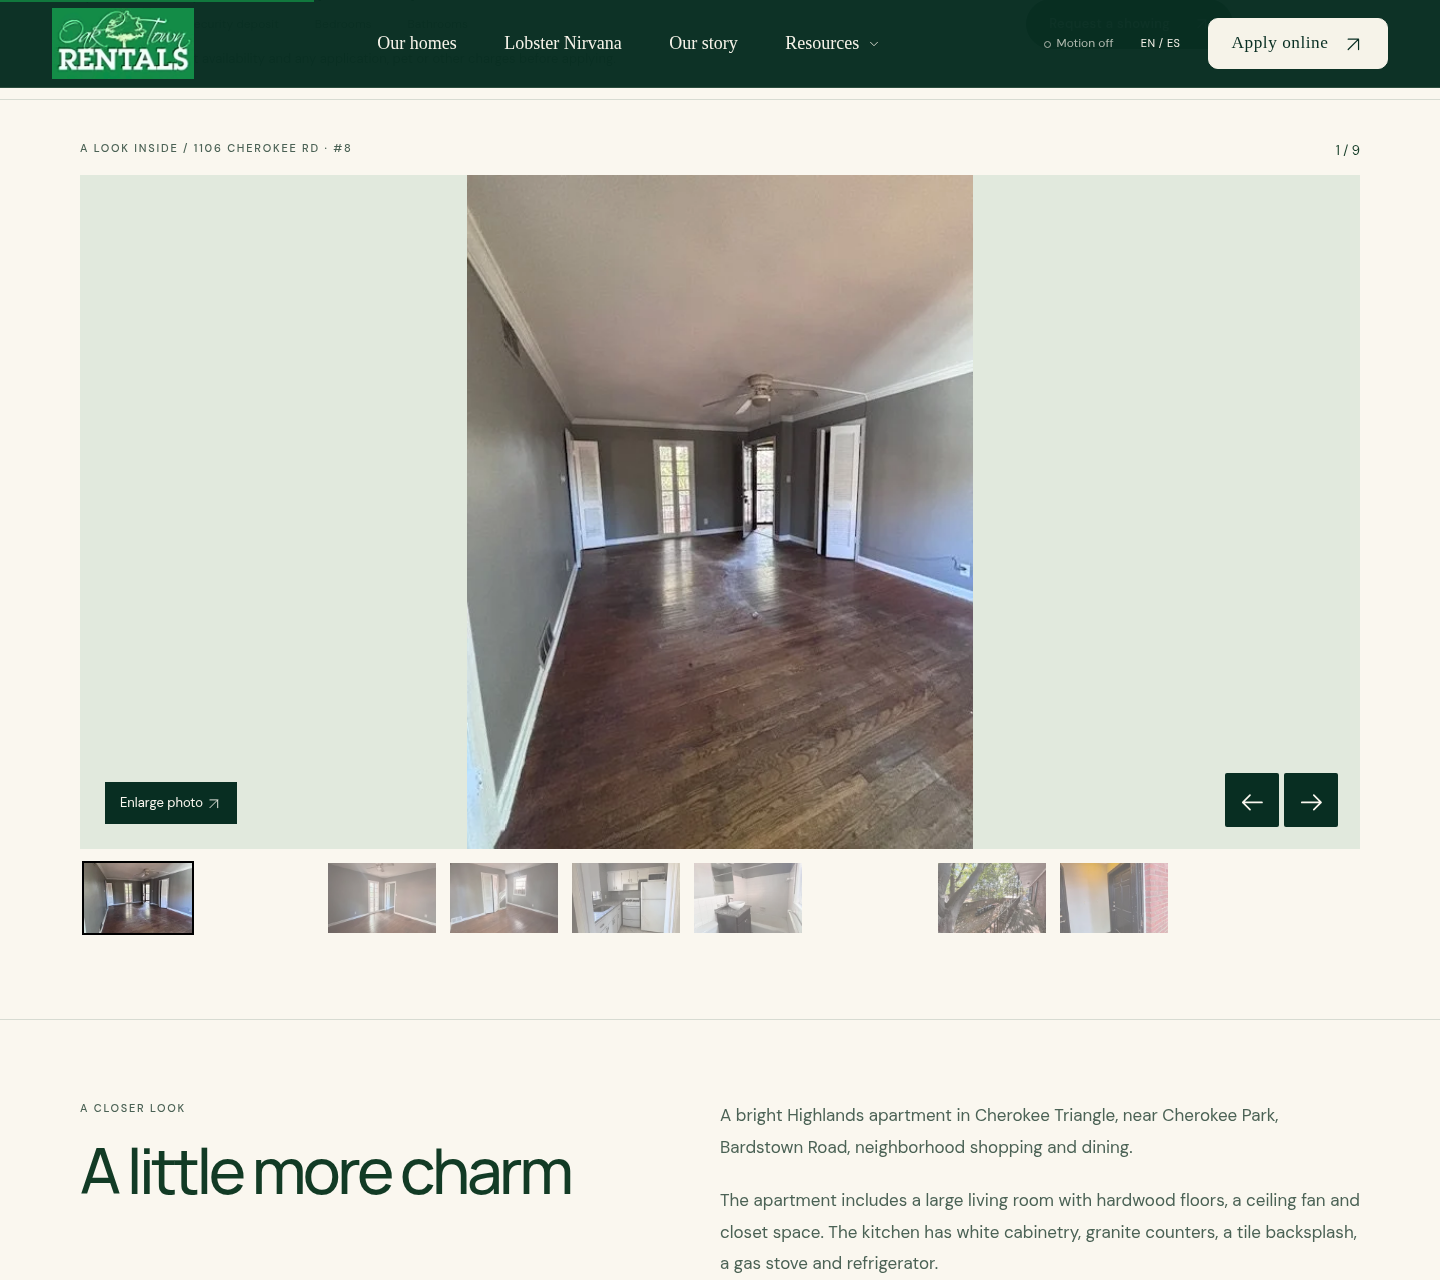 Oak Town
RENTALS
Our homes
Lobster Nirvana
Our story
Resources
Motion off
EN / ES
Apply online
A LOOK INSIDE / 1106 CHEROKEE RD · #8
1 / 9
Enlarge photo
A CLOSER LOOK
A little more charm
A bright Highlands apartment in Cherokee Triangle, near Cherokee Park,
Bardstown Road, neighborhood shopping and dining.
The apartment includes a large living room with hardwood floors, a ceiling fan and
closet space. The kitchen has white cabinetry, granite counters, a tile backsplash,
a gas stove and refrigerator.